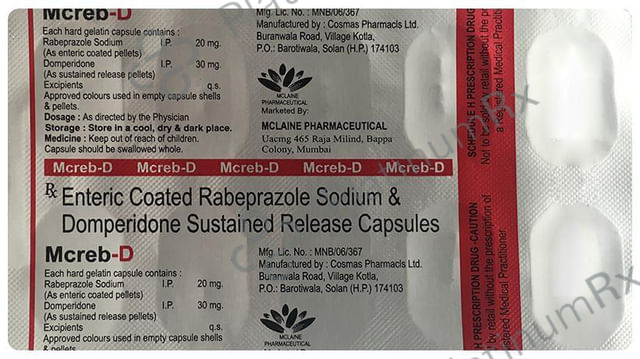 Mcreb-D
Each hard gelatin capsule contains :
Rabeprazole Sodium I.P. 20 mg.
(As enteric coated pellets)
Domperidone I.P. 30 mg.
(As sustained release pellets)
Excipients q.s.
Approved colours used in empty capsule shells
& pellets.
Dosage : As directed by the Physician
Storage : Store in a cool, dry & dark place.
Medicine : Keep out of reach of children.
Capsule should be swallowed whole.
Mfg. Lic. No. : MNB/06/367
Manufactured by : Cosmas Pharmacls Ltd.
Buranwala Road, Village Kotla,
P.O.: Barotiwala, Solan (H.P.) 174103
MCLAINE
PHARMACEUTICAL
Marketed By:
MCLAINE PHARMACEUTICAL
Uacmg 465 Raja Milind, Bappa
Colony, Mumbai
SCHEDULE H PRESCRIPTION DRUG
Not to be sold by retail without the
a Registered Medical Practitioner
Mcreb-D Mcreb-D Mcreb-D Mcreb-D Mcreb-D
Rx Enteric Coated Rabeprazole Sodium &
Domperidone Sustained Release Capsules
Mcreb-D
Each hard gelatin capsule contains :
Rabeprazole Sodium I.P. 20 mg.
(As enteric coated pellets)
Domperidone I.P. 30 mg.
(As sustained release pellets)
Excipients q.s.
Approved colours used in empty capsule shells
& pellets
Mfg. Lic. No. : MNB/06/367
Manufactured by : Cosmas Pharmacls Ltd.
Buranwala Road, Village Kotla,
P.O.: Barotiwala, Solan (H.P.) 174103
MCLAINE
PHARMACEUTICAL
H PRESCRIPTION DRUG -CAUTION
by retail without the prescription of
Medical Practitioner
PlatinumRx